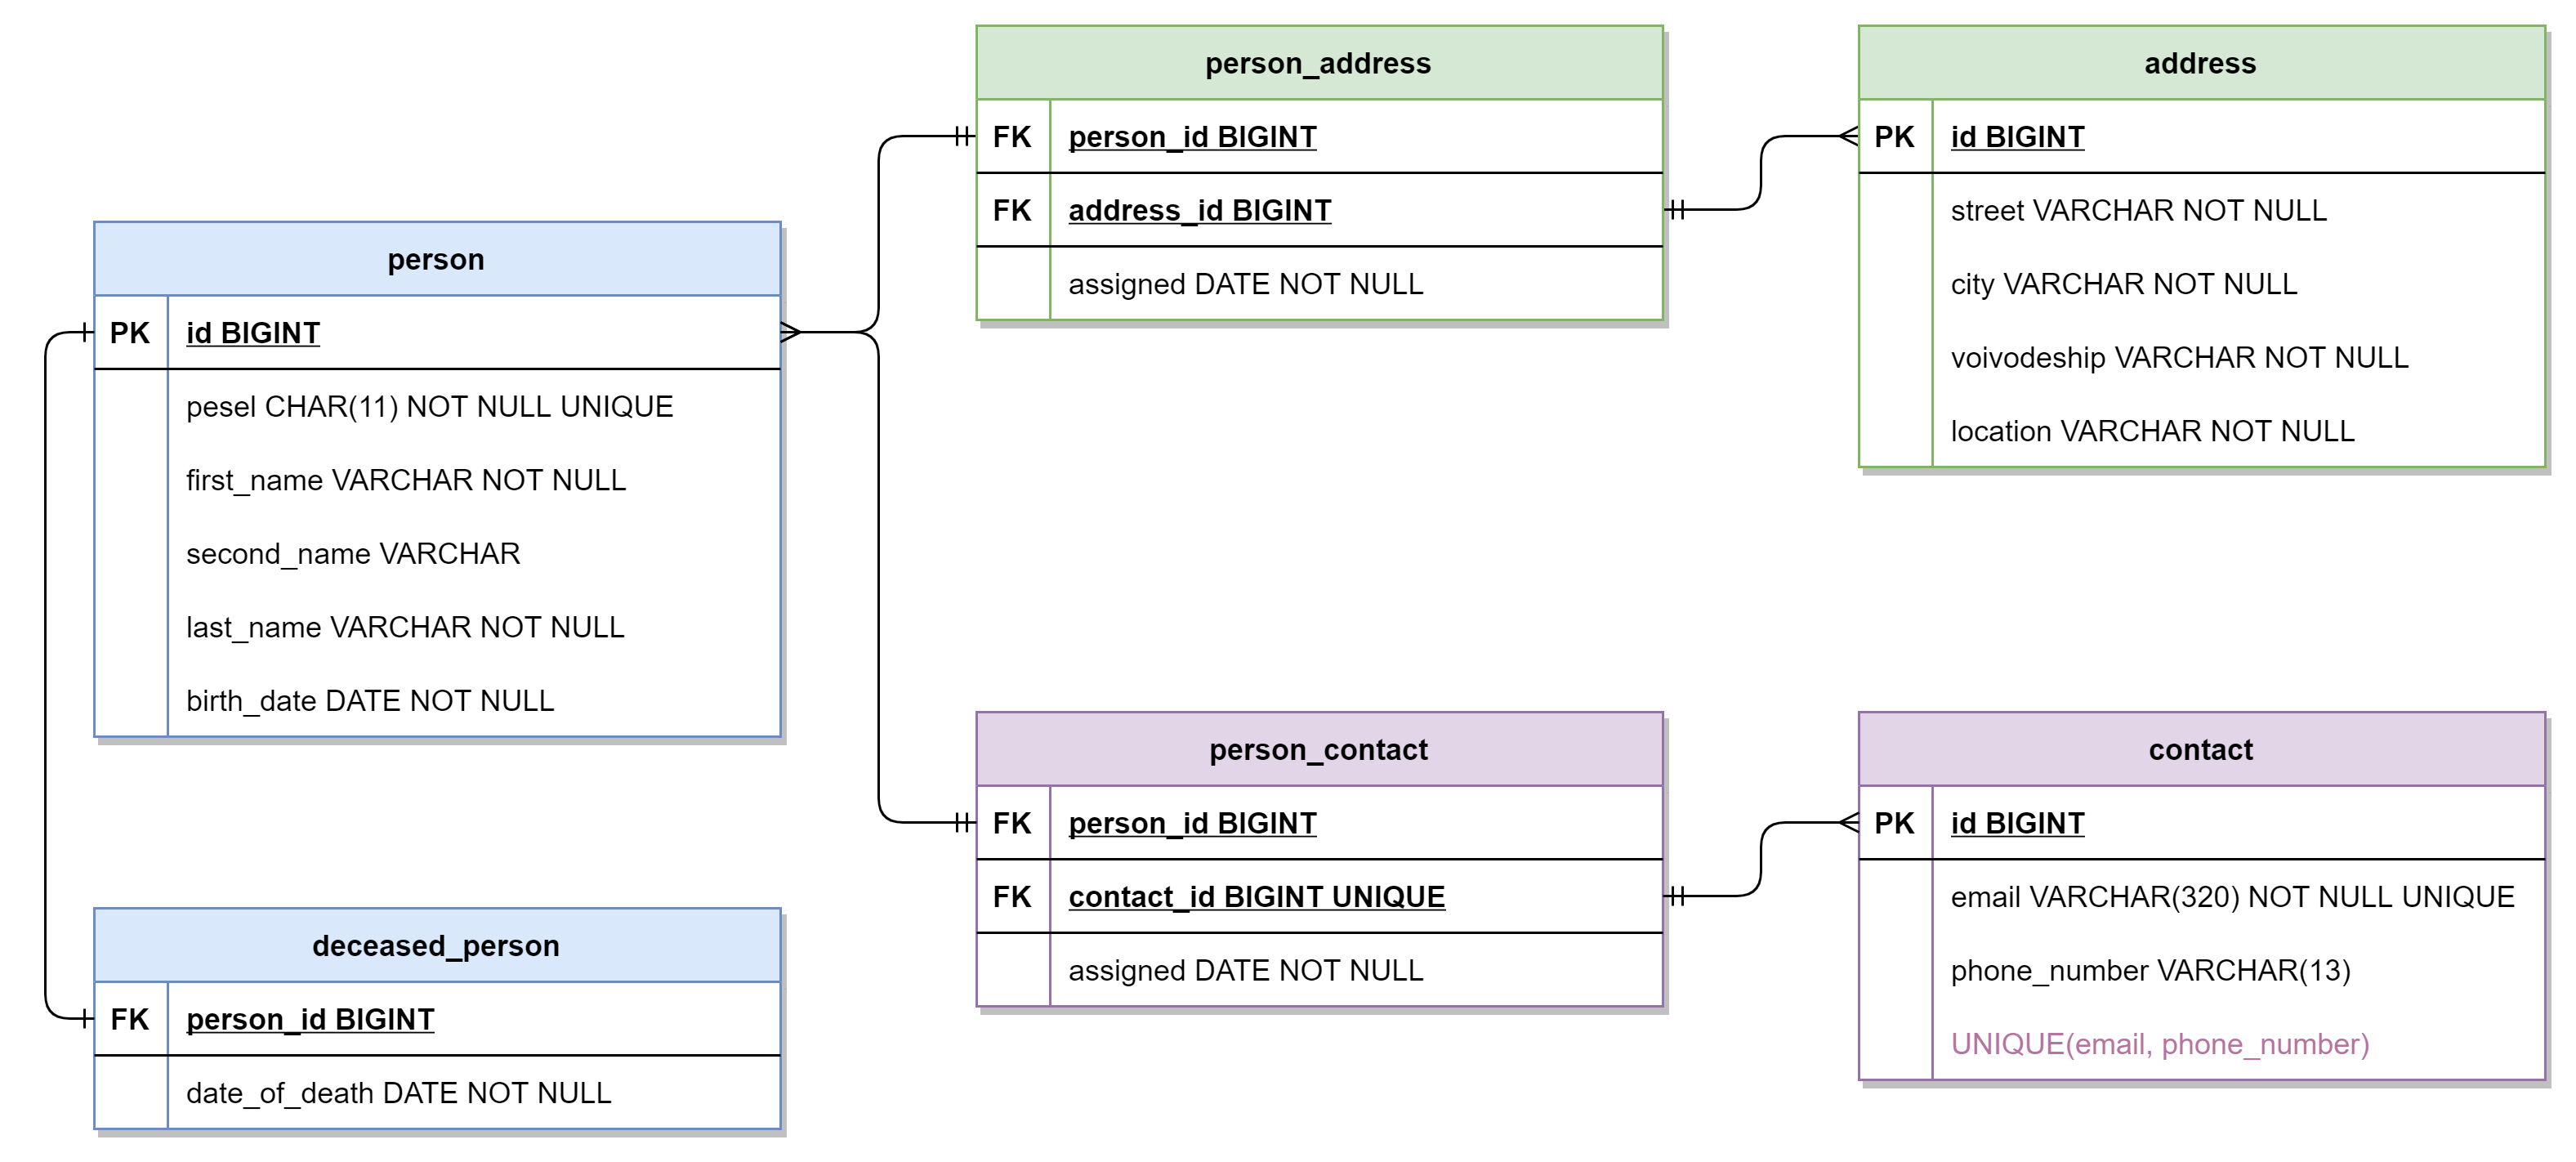 person
PK id BIGINT
pesel CHAR(11) NOT NULL UNIQUE
first_name VARCHAR NOT NULL
second_name VARCHAR
last_name VARCHAR NOT NULL
birth_date DATE NOT NULL
deceased_person
FK person_id BIGINT
date_of_death DATE NOT NULL
person_address
FK person_id BIGINT
FK address_id BIGINT
assigned DATE NOT NULL
address
PK id BIGINT
street VARCHAR NOT NULL
city VARCHAR NOT NULL
voivodeship VARCHAR NOT NULL
location VARCHAR NOT NULL
person_contact
FK person_id BIGINT
FK contact_id BIGINT UNIQUE
assigned DATE NOT NULL
contact
PK id BIGINT
email VARCHAR(320) NOT NULL UNIQUE
phone_number VARCHAR(13)
UNIQUE(email, phone_number)